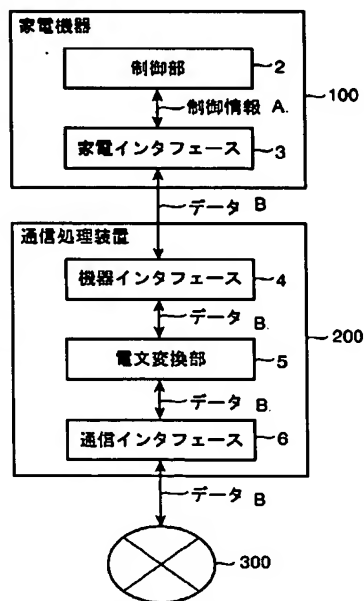 家電機器
制御部
2
制御情報 A.
100
家電インタフェース
3
データ B
通信処理装置
機器インタフェース
4
データ B.
200
電文変換部
5
データ B.
通信インタフェース
6
データ B
300